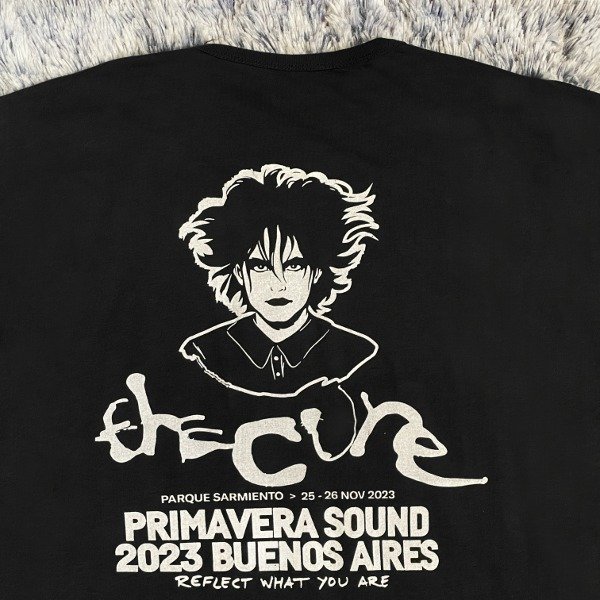 the CURE
PARQUE SARMIENTO > 25 - 26 NOV 2023
PRIMAVERA SOUND
2023 BUENOS AIRES
REFLECT WHAT YOU ARE